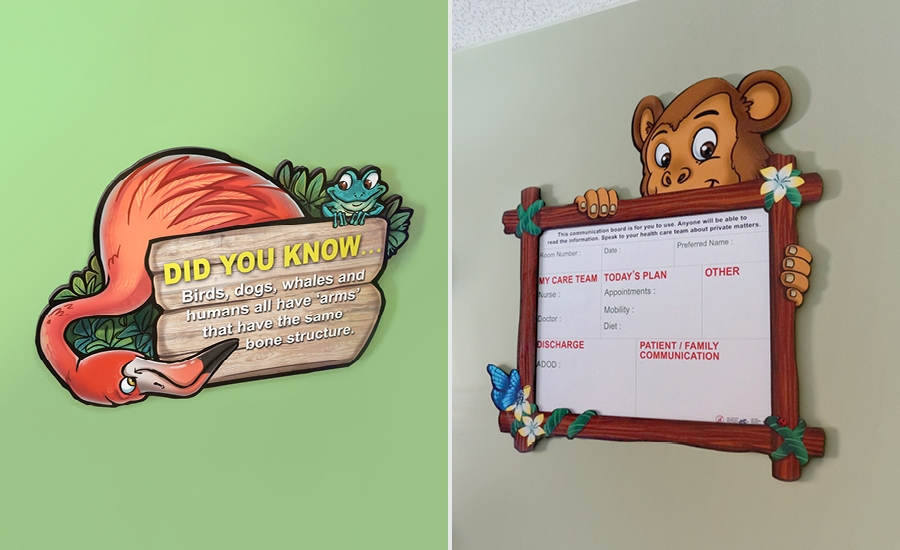 DID YOU KNOW...
Birds, dogs, whales and
humans all have ‘arms’
that have the same
bone structure.
This communication board is for you to use. Anyone will be able to
read the information. Speak to your health care team about private matters.
Room Number :
Date :
Preferred Name :
MY CARE TEAM
Nurse :
Doctor :
TODAY'S PLAN
Appointments :
Mobility :
Diet :
OTHER
DISCHARGE
ADOD :
PATIENT / FAMILY
COMMUNICATION